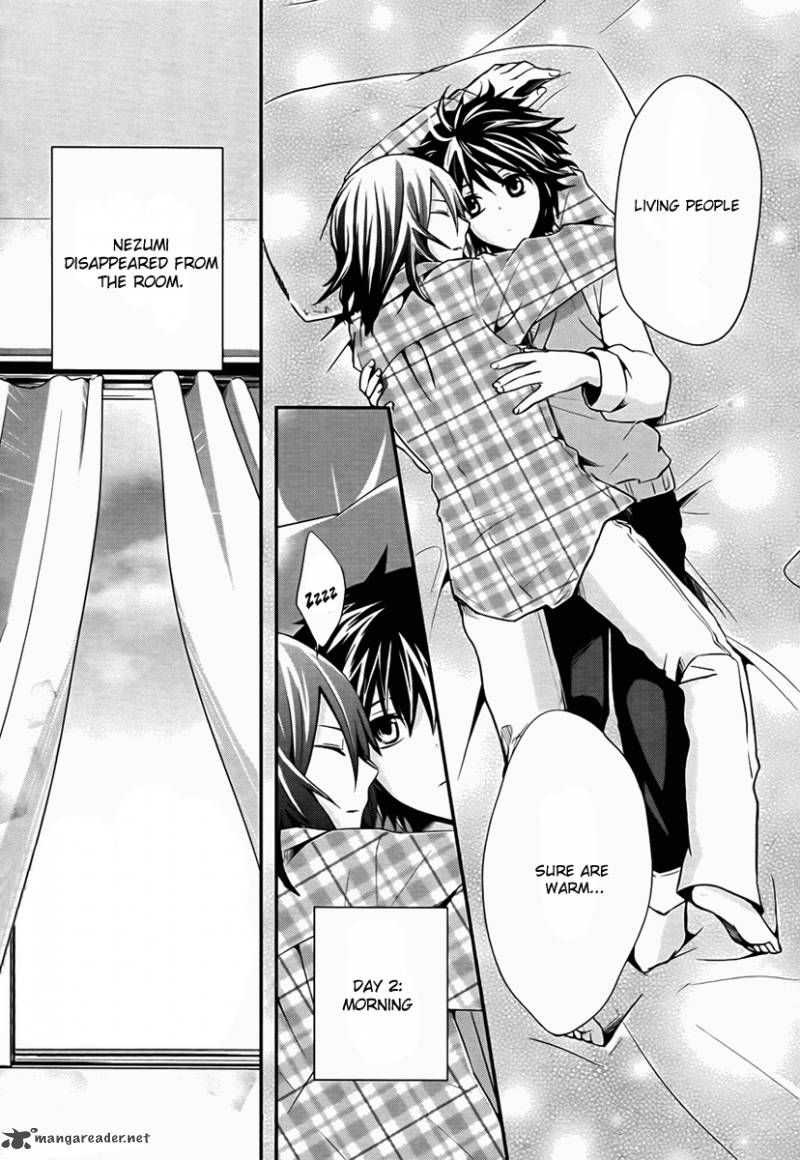 LIVING PEOPLE
SURE ARE
WARM...
Zzzz
DAY 2:
MORNING
NEZUMI
DISAPPEARED FROM
THE ROOM.
mangareader.net